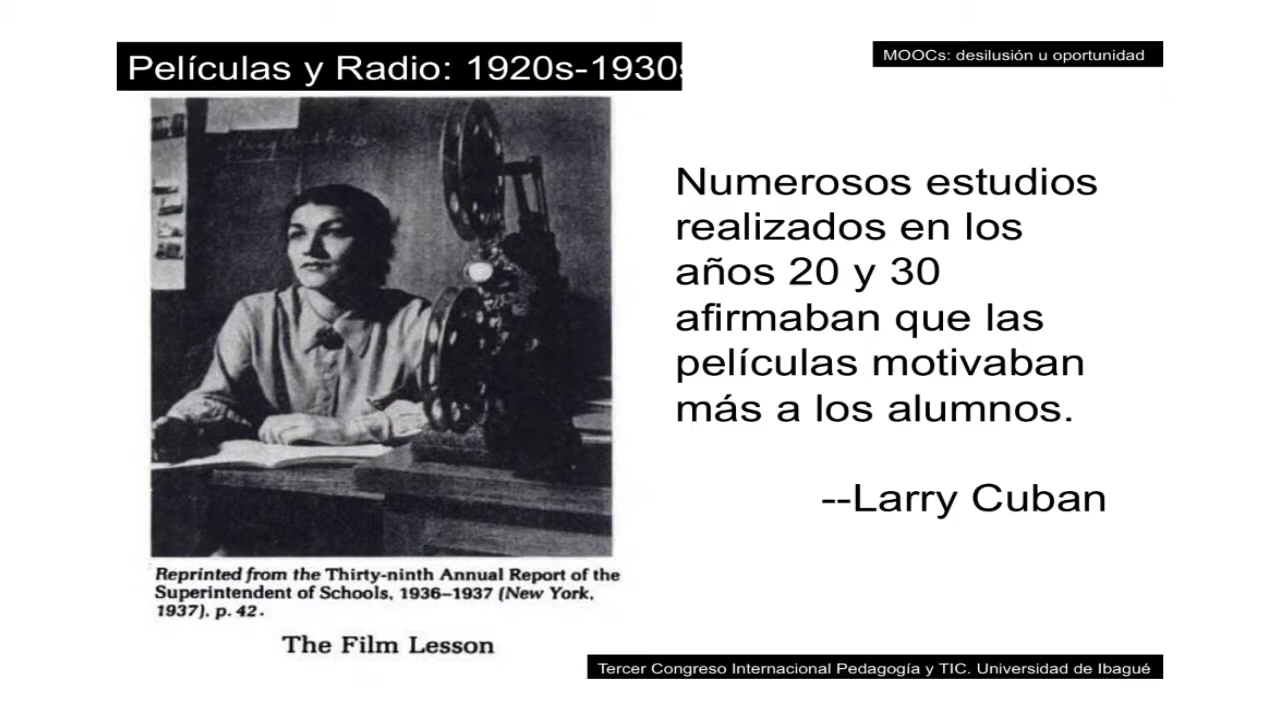 Películas y Radio: 1920s-1930s
MOOCs: desilusión u oportunidad
Numerosos estudios
realizados en los
años 20 y 30
afirmaban que las
películas motivaban
más a los alumnos.
--Larry Cuban
Reprinted from the Thirty-ninth Annual Report of the
Superintendent of Schools, 1936–1937 (New York,
1937), p. 42.
The Film Lesson
Tercer Congreso Internacional Pedagogía y TIC. Universidad de Ibagué